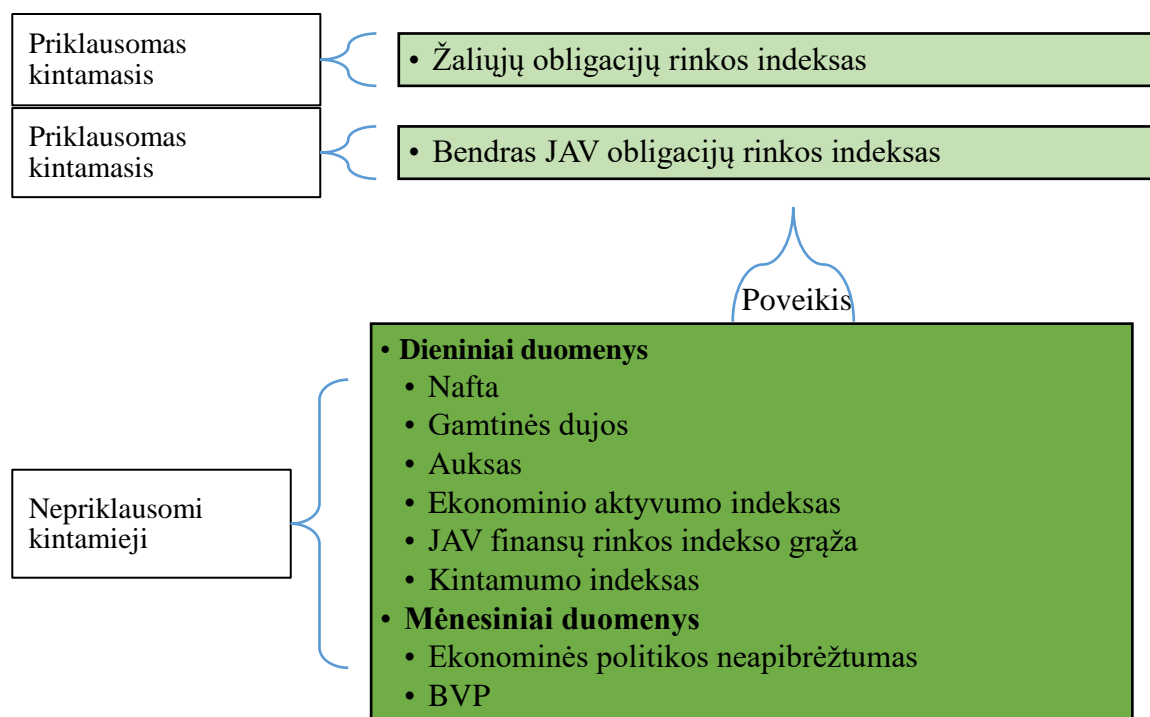 Priklausomas
kintamasis
• Žaliųjų obligacijų rinkos indeksas
Priklausomas
kintamasis
• Bendras JAV obligacijų rinkos indeksas
Poveikis
Nepriklausomi
kintamieji
• Dieniniai duomenys
• Nafta
• Gamtinės dujos
• Auksas
• Ekonominio aktyvumo indeksas
• JAV finansų rinkos indekso grąža
• Kintamumo indeksas
• Mėnesiniai duomenys
• Ekonominės politikos neapibrėžtumas
• BVP